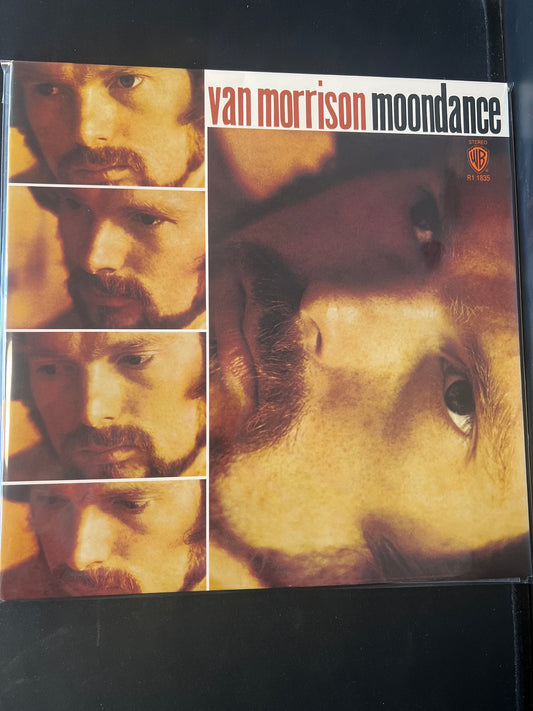 van morrison moondance
STEREO
WB
R1 1835